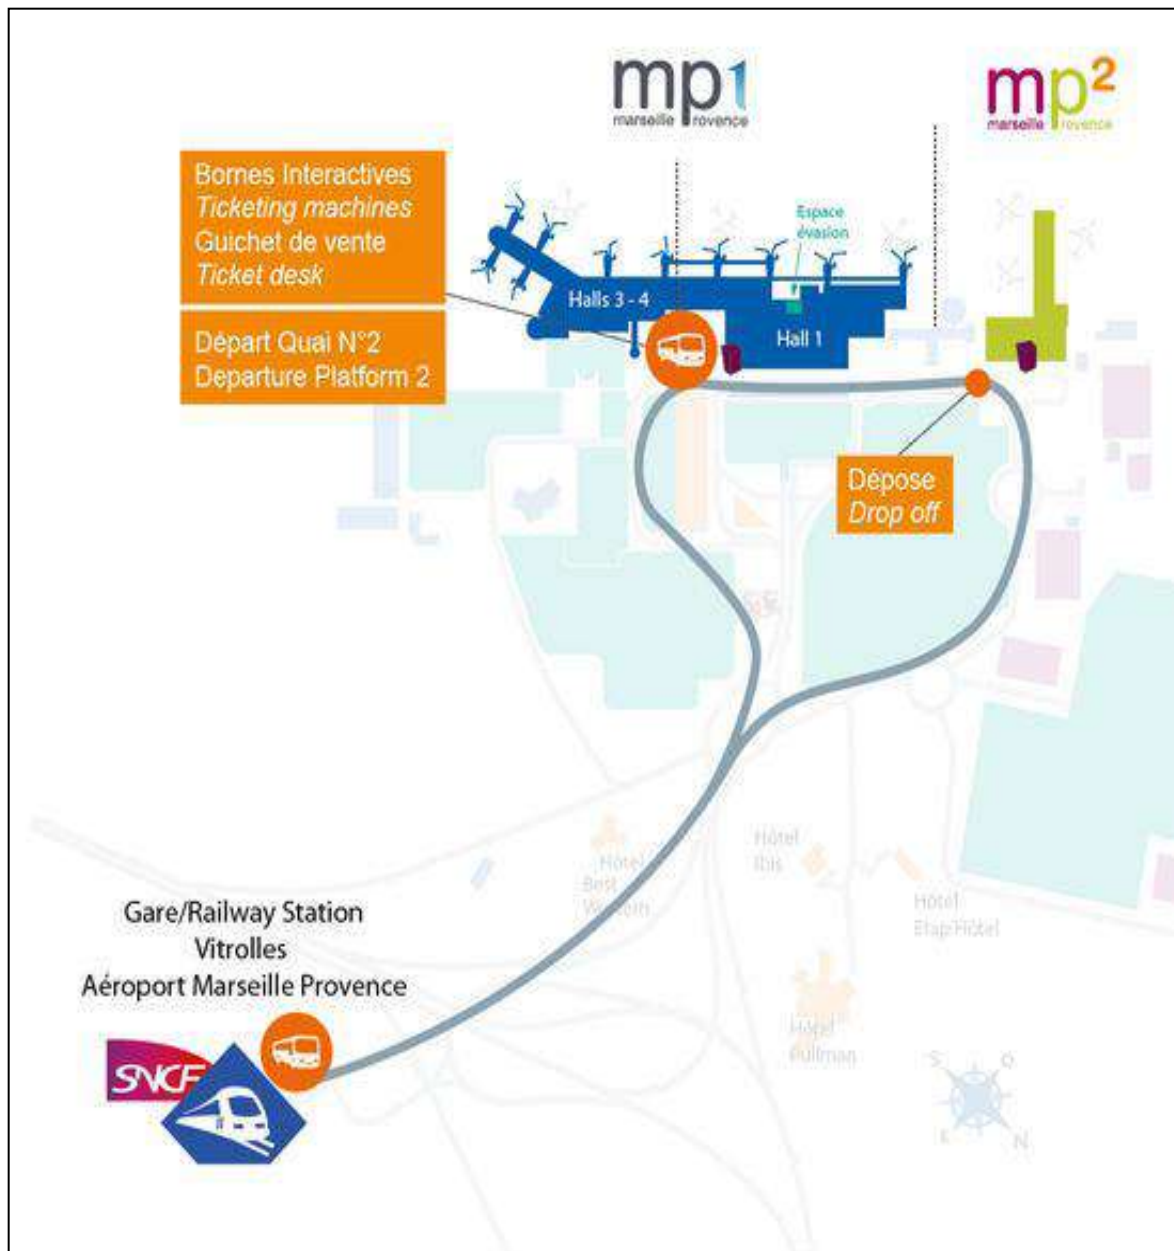 mp1
marseille provence
mp2
marseille provence
Bornes Interactives
Ticketing machines
Guichet de vente
Ticket desk
Départ Quai N°2
Departure Platform 2
Espace
évasion
Halls 3 - 4
Hall 1
Dépose
Drop off
Hôtel
Best
Western
Hôtel
Ibis
Hôtel
Etap Hôtel
Hôtel
Pullman
Gare/Railway Station
Vitrolles
Aéroport Marseille Provence
SNCF
S
O
E
N